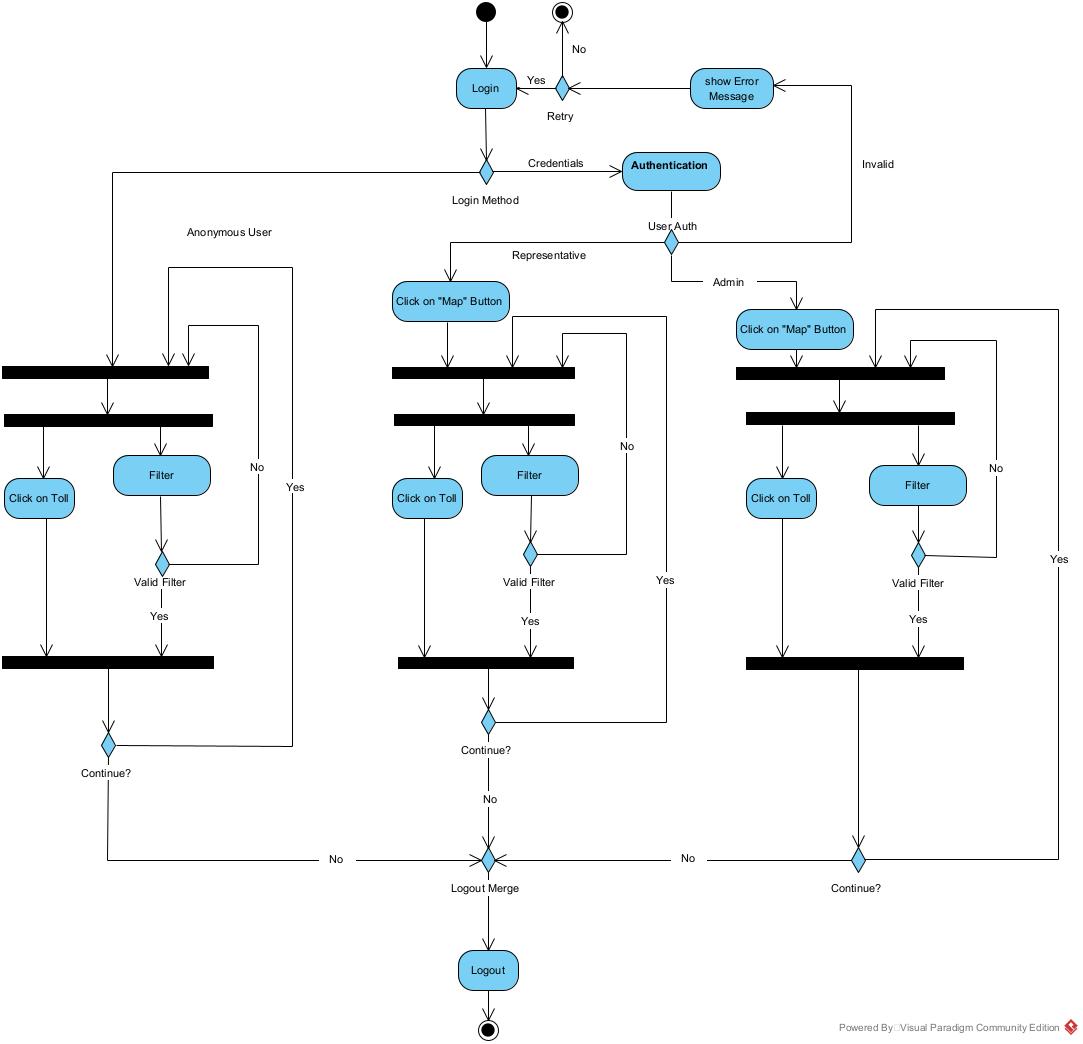 No
Login
Yes
show Error
Message
Retry
Credentials
Authentication
Invalid
Login Method
User Auth
Anonymous User
Representative
Admin
Click on "Map" Button
Click on "Map" Button
No
Yes
Filter
Click on Toll
Valid Filter
Yes
No
Filter
Click on Toll
Valid Filter
Yes
Yes
No
Filter
Click on Toll
Valid Filter
Yes
Yes
Continue?
Continue?
No
No
No
Logout Merge
Continue?
Logout
Powered By Visual Paradigm Community Edition